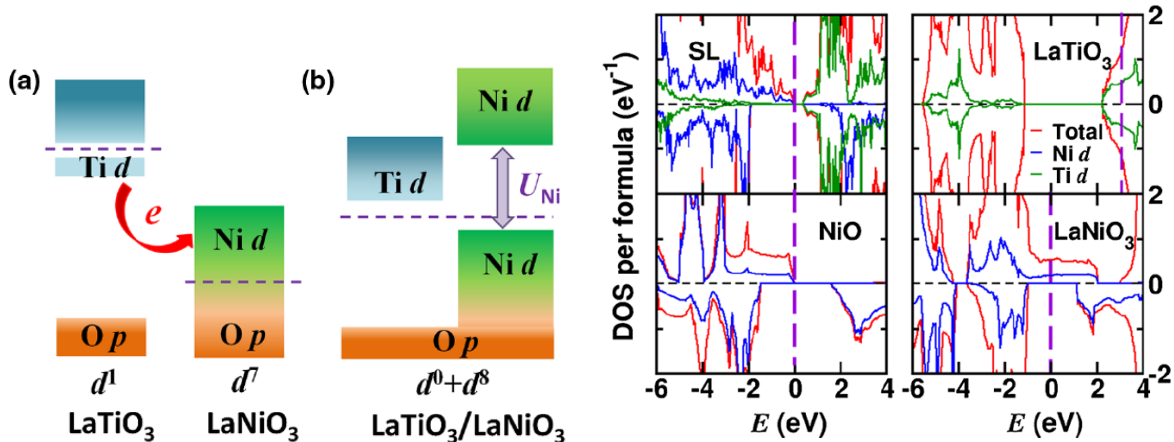 (a)
Ti d
e
Ni d
O p
O p
d¹
d⁷
LaTiO₃
LaNiO₃
(b)
Ni d
Ti d
U_Ni
Ni d
O p
d⁰+d⁸
LaTiO₃/LaNiO₃
DOS per formula (eV⁻¹)
SL
LaTiO₃
Total
Ni d
Ti d
NiO
LaNiO₃
2
0
2
0
-2
-6 -4 -2 0 2 4
-6 -4 -2 0 2 4
E (eV)
E (eV)